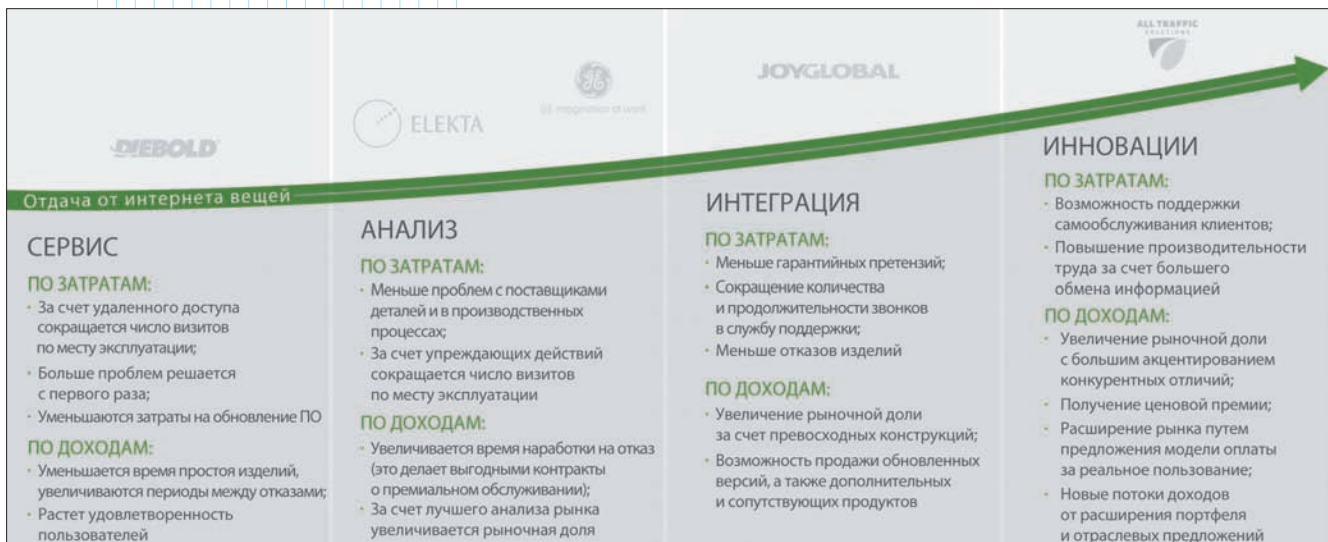 ALL TRAFFIC
SOLUTIONS
JOYGLOBAL
GE imagination at work
ELEKTA
DIEBOLD
Отдача от интернета вещей
СЕРВИС
ПО ЗАТРАТАМ:
• За счет удаленного доступа
сокращается число визитов
по месту эксплуатации;
• Больше проблем решается
с первого раза;
• Уменьшаются затраты на обновление ПО
ПО ДОХОДАМ:
• Уменьшается время простоя изделий,
увеличиваются периоды между отказами;
• Растет удовлетворенность
пользователей
АНАЛИЗ
ПО ЗАТРАТАМ:
• Меньше проблем с поставщиками
деталей и в производственных
процессах;
• За счет упреждающих действий
сокращается число визитов
по месту эксплуатации
ПО ДОХОДАМ:
• Увеличивается время наработки на отказ
(это делает выгодными контракты
о премиальном обслуживании);
• За счет лучшего анализа рынка
увеличивается рыночная доля
ИНТЕГРАЦИЯ
ПО ЗАТРАТАМ:
• Меньше гарантийных претензий;
• Сокращение количества
и продолжительности звонков
в службу поддержки;
• Меньше отказов изделий
ПО ДОХОДАМ:
• Увеличение рыночной доли
за счет превосходных конструкций;
• Возможность продажи обновленных
версий, а также дополнительных
и сопутствующих продуктов
ИННОВАЦИИ
ПО ЗАТРАТАМ:
• Возможность поддержки
самообслуживания клиентов;
• Повышение производительности
труда за счет большего
обмена информацией
ПО ДОХОДАМ:
• Увеличение рыночной доли
с большим акцентированием
конкурентных отличий;
• Получение ценовой премии;
• Расширение рынка путем
предложения модели оплаты
за реальное пользование;
• Новые потоки доходов
от расширения портфеля
и отраслевых предложений